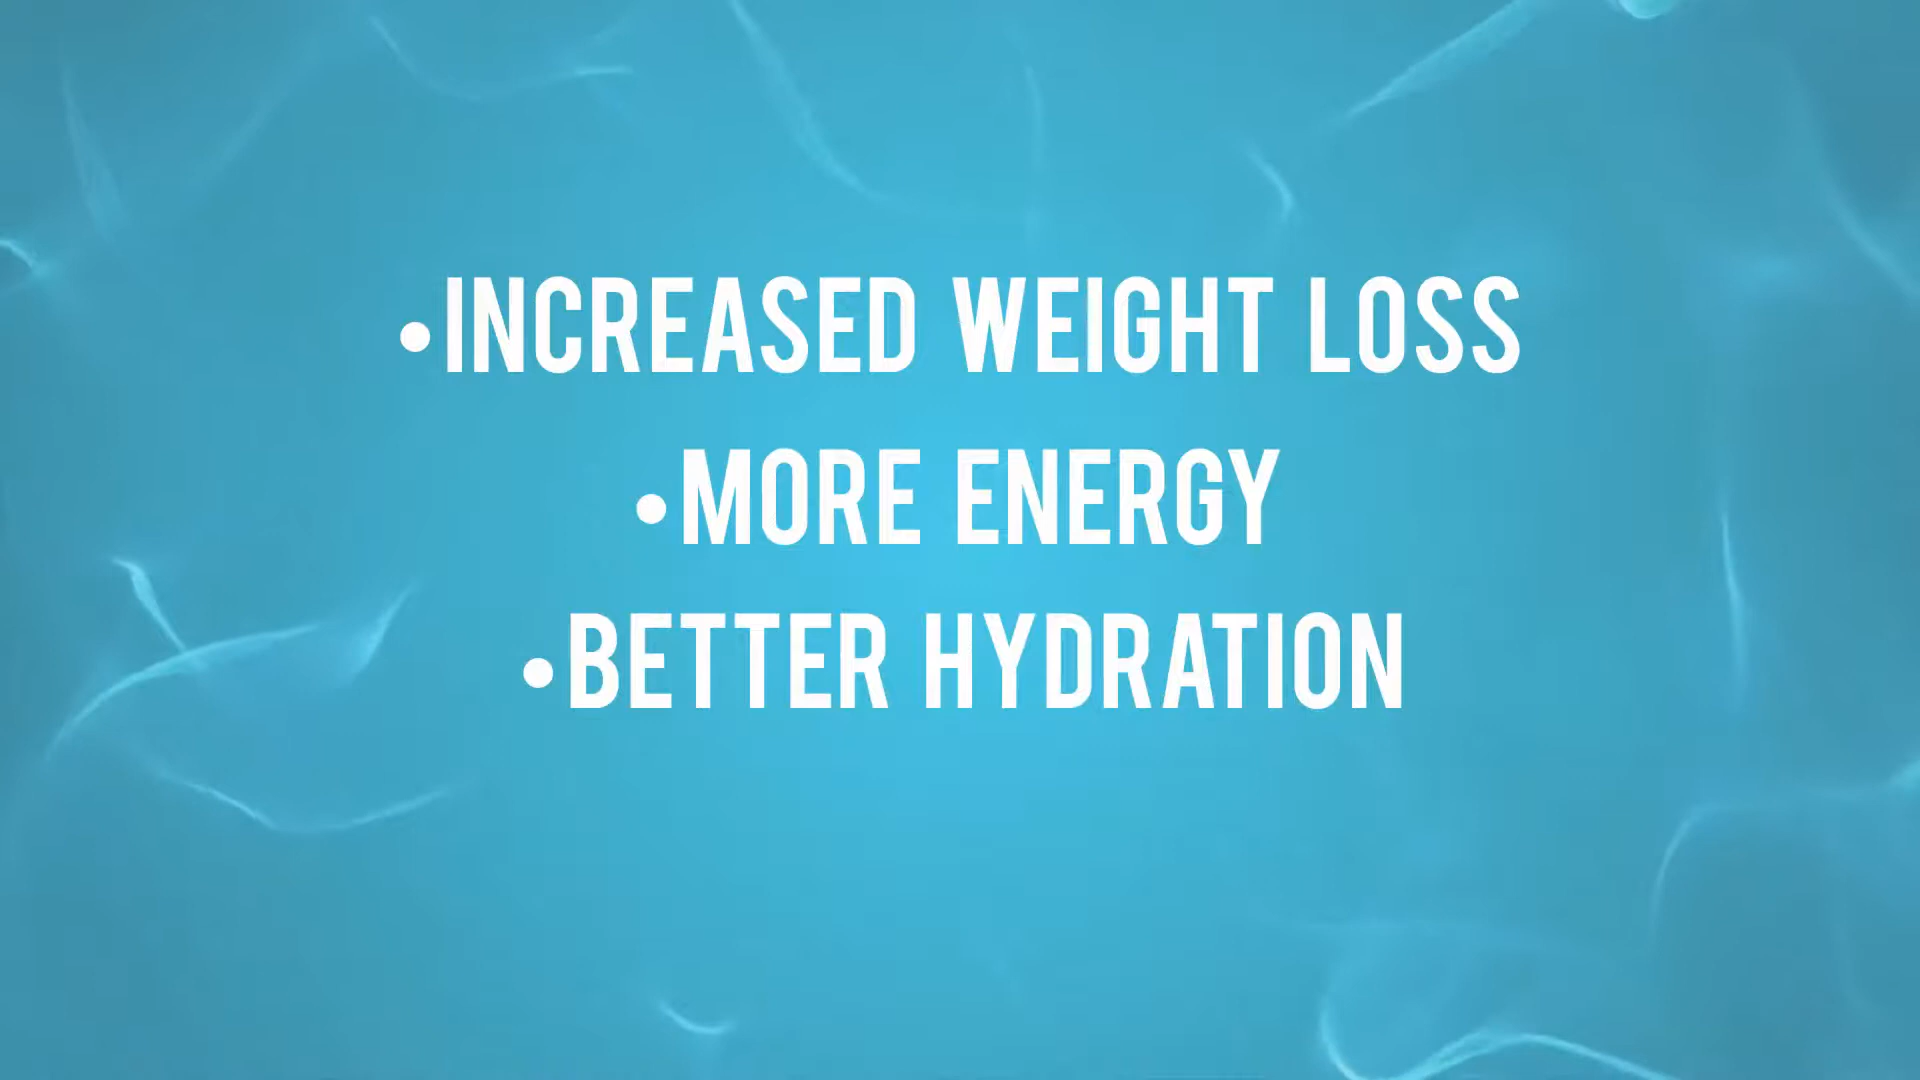 •INCREASED WEIGHT LOSS
•MORE ENERGY
•BETTER HYDRATION